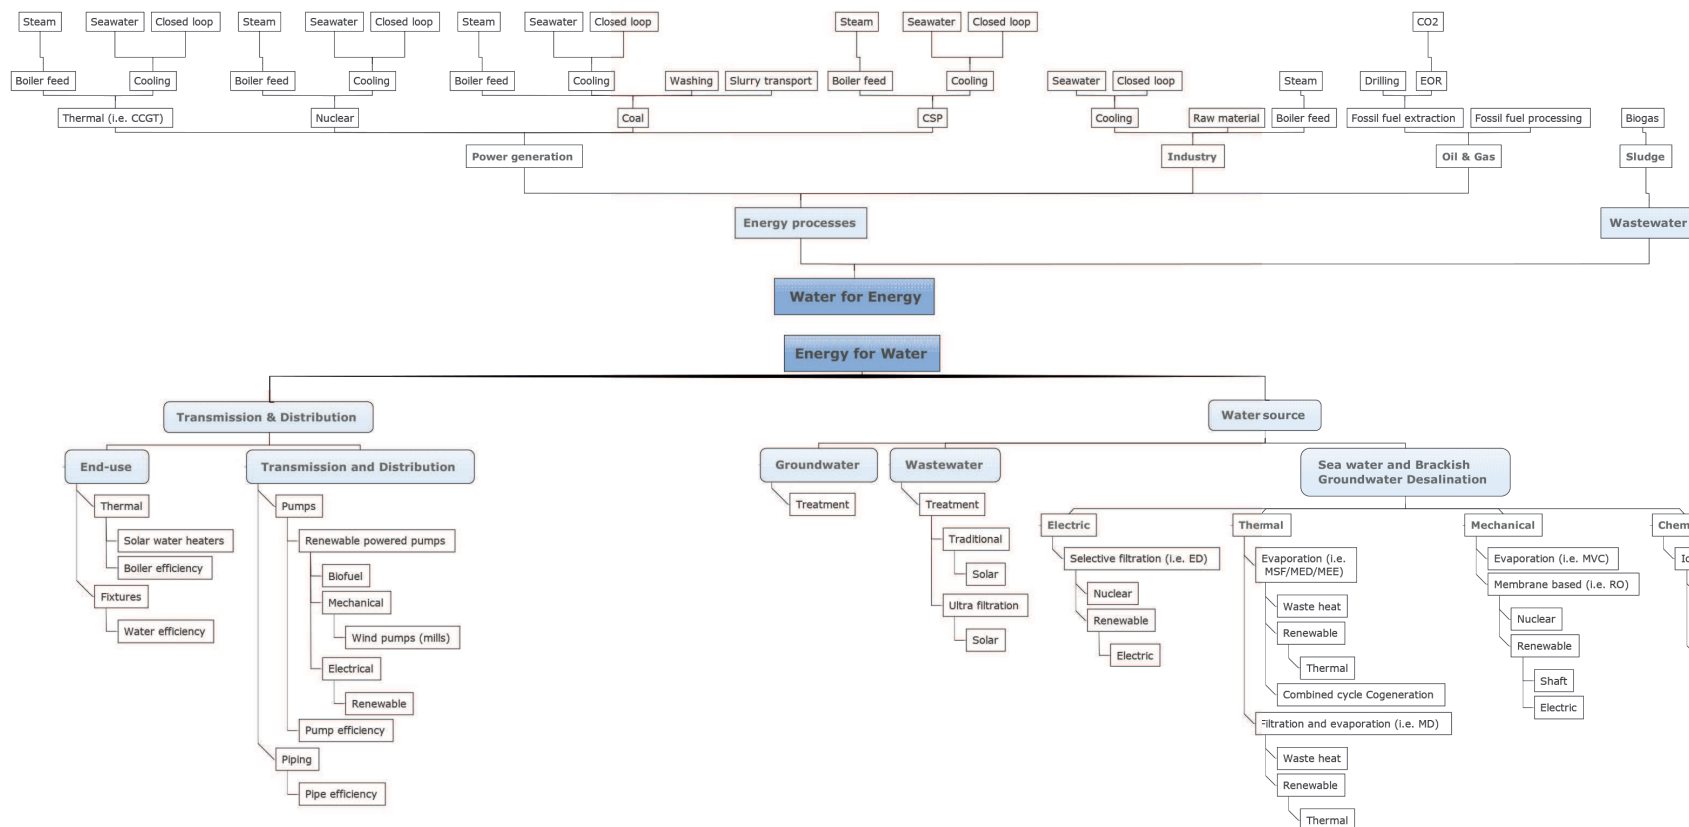 Steam
Seawater
Closed loop
Steam
Seawater
Closed loop
Steam
Seawater
Closed loop
Steam
Seawater
Closed loop
CO2
Boiler feed
Cooling
Boiler feed
Cooling
Boiler feed
Cooling
Washing
Slurry transport
Boiler feed
Cooling
Seawater
Closed loop
Steam
Drilling
EOR
Thermal (i.e. CCGT)
Nuclear
Coal
CSP
Cooling
Raw material
Boiler feed
Fossil fuel extraction
Fossil fuel processing
Biogas
Power generation
Industry
Oil & Gas
Sludge
Energy processes
Wastewater
Water for Energy
Energy for Water
Transmission & Distribution
Water source
End-use
Transmission and Distribution
Groundwater
Wastewater
Sea water and Brackish
Groundwater Desalination
Thermal
Solar water heaters
Boiler efficiency
Fixtures
Water efficiency
Pumps
Renewable powered pumps
Biofuel
Mechanical
Wind pumps (mills)
Electrical
Renewable
Pump efficiency
Piping
Pipe efficiency
Treatment
Treatment
Traditional
Solar
Ultra filtration
Solar
Electric
Selective filtration (i.e. ED)
Nuclear
Renewable
Electric
Thermal
Evaporation (i.e.
MSF/MED/MEE)
Waste heat
Renewable
Thermal
Combined cycle Cogeneration
Filtration and evaporation (i.e. MD)
Waste heat
Renewable
Thermal
Mechanical
Evaporation (i.e. MVC)
Membrane based (i.e. RO)
Nuclear
Renewable
Shaft
Electric
Chem